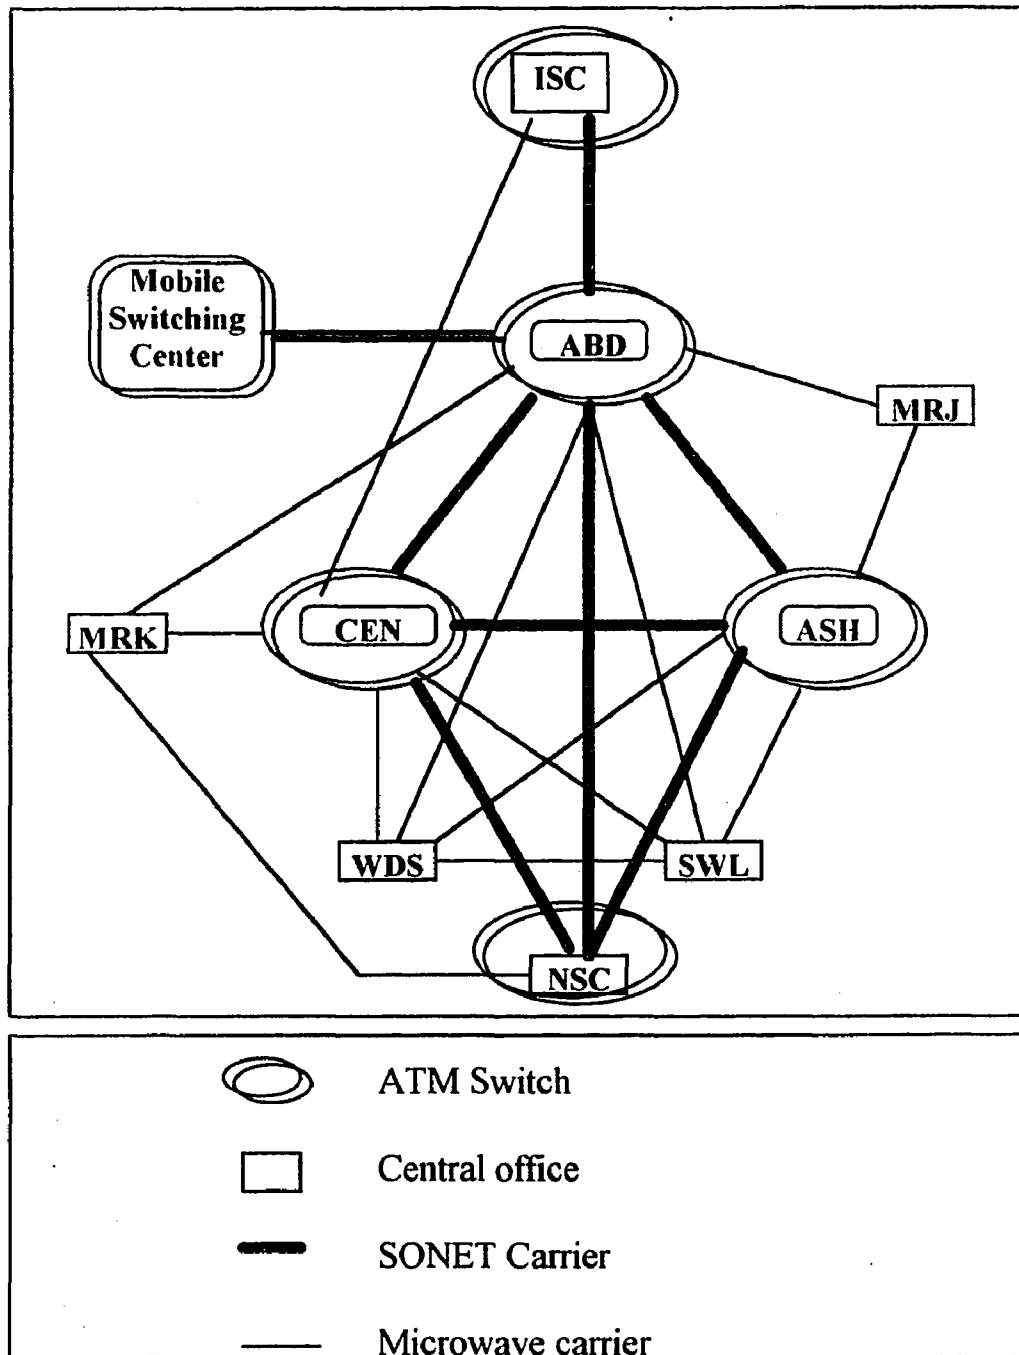 ISC
Mobile
Switching
Center
ABD
MRJ
MRK
CEN
ASH
WDS
SWL
NSC
ATM Switch
Central office
SONET Carrier
Microwave carrier